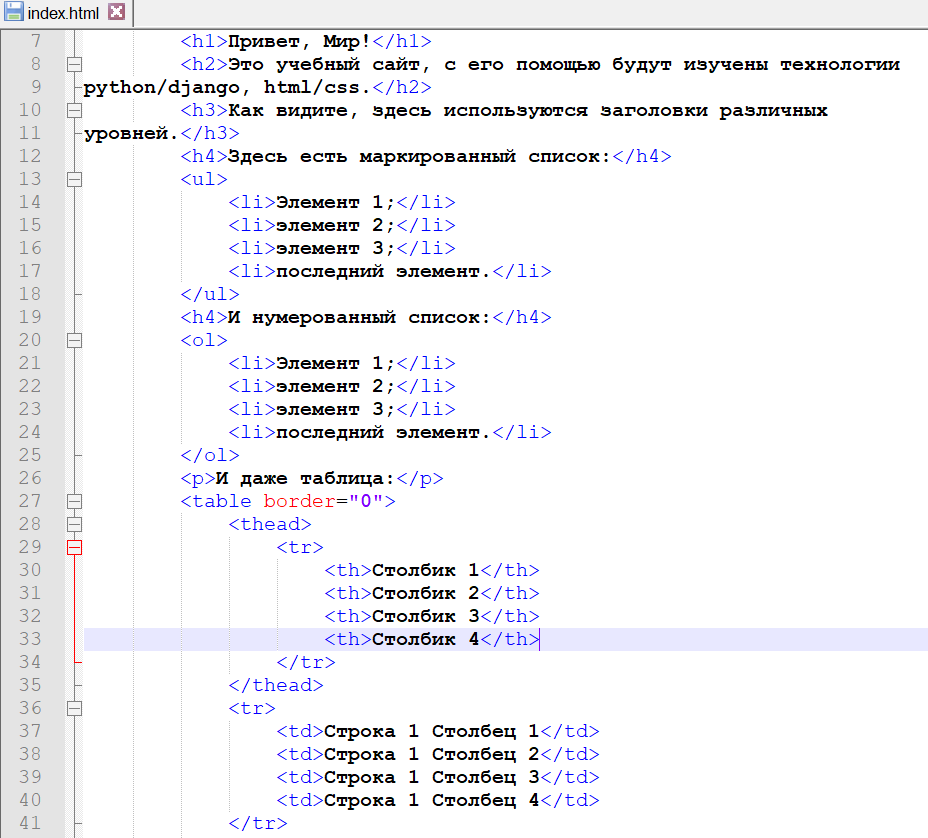 index.html
7 <h1>Привет, Мир!</h1>
8 <h2>Это учебный сайт, с его помощью будут изучены технологии
9 python/django, html/css.</h2>
10 <h3>Как видите, здесь используются заголовки различных
11 уровней.</h3>
12 <h4>Здесь есть маркированный список:</h4>
13 <ul>
14 <li>Элемент 1;</li>
15 <li>элемент 2;</li>
16 <li>элемент 3;</li>
17 <li>последний элемент.</li>
18 </ul>
19 <h4>И нумерованный список:</h4>
20 <ol>
21 <li>Элемент 1;</li>
22 <li>элемент 2;</li>
23 <li>элемент 3;</li>
24 <li>последний элемент.</li>
25 </ol>
26 <p>И даже таблица:</p>
27 <table border="0">
28 <thead>
29 <tr>
30 <th>Столбик 1</th>
31 <th>Столбик 2</th>
32 <th>Столбик 3</th>
33 <th>Столбик 4</th>
34 </tr>
35 </thead>
36 <tr>
37 <td>Строка 1 Столбец 1</td>
38 <td>Строка 1 Столбец 2</td>
39 <td>Строка 1 Столбец 3</td>
40 <td>Строка 1 Столбец 4</td>
41 </tr>